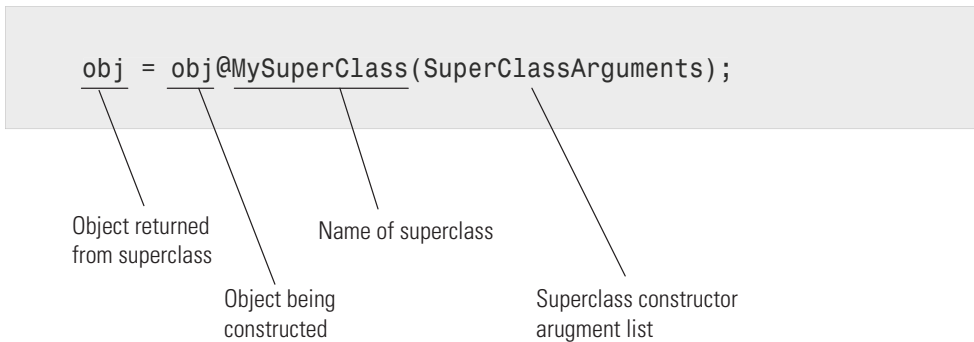 obj = obj@MySuperClass(SuperClassArguments);
Object returned
from superclass
Name of superclass
Object being
constructed
Superclass constructor
arugment list